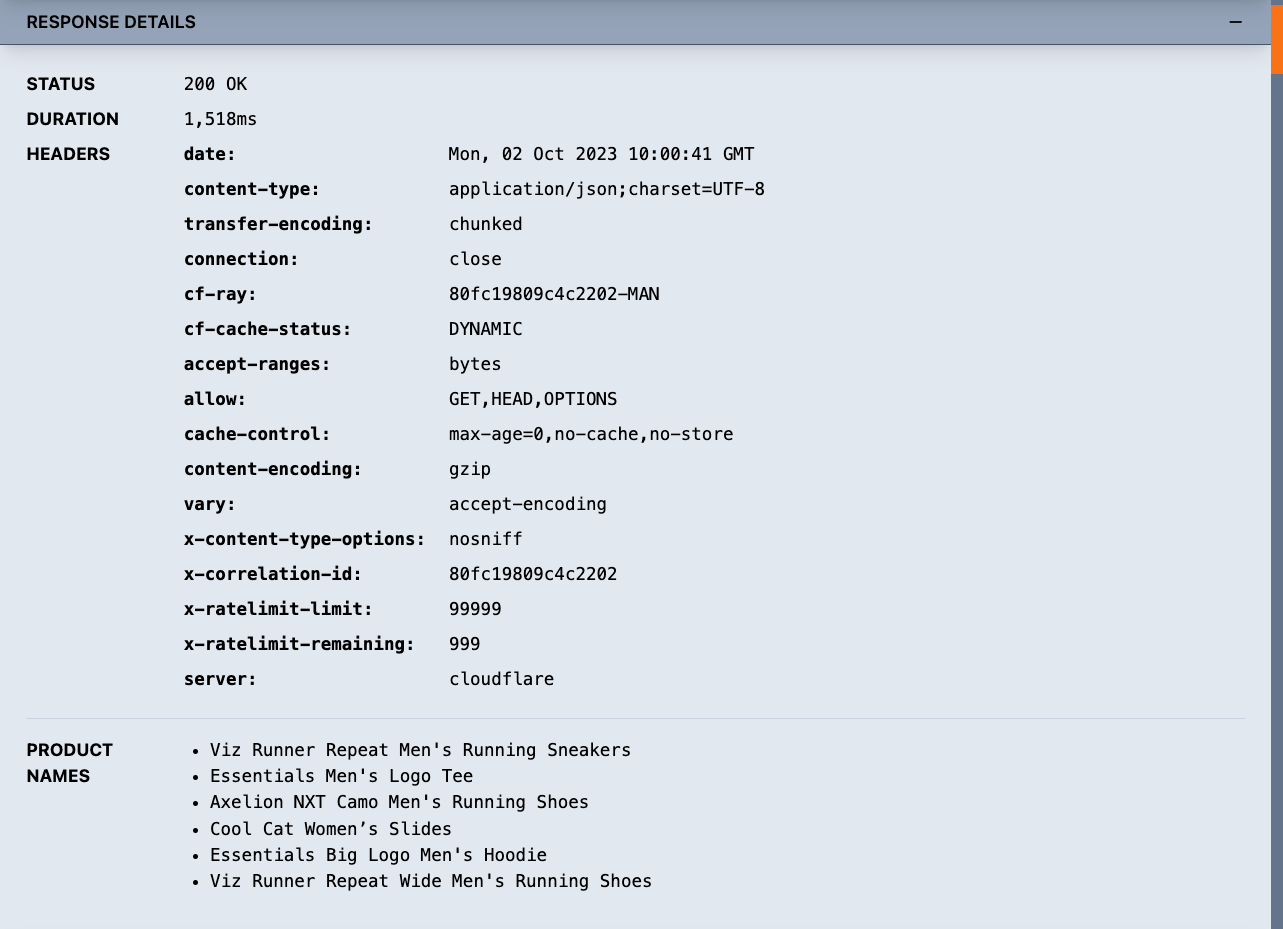 RESPONSE DETAILS
STATUS 200 OK
DURATION 1,518ms
HEADERS date: Mon, 02 Oct 2023 10:00:41 GMT
content-type: application/json;charset=UTF-8
transfer-encoding: chunked
connection: close
cf-ray: 80fc19809c4c2202-MAN
cf-cache-status: DYNAMIC
accept-ranges: bytes
allow: GET,HEAD,OPTIONS
cache-control: max-age=0,no-cache,no-store
content-encoding: gzip
vary: accept-encoding
x-content-type-options: nosniff
x-correlation-id: 80fc19809c4c2202
x-ratelimit-limit: 99999
x-ratelimit-remaining: 999
server: cloudflare
PRODUCT NAMES
• Viz Runner Repeat Men's Running Sneakers
• Essentials Men's Logo Tee
• Axelion NXT Camo Men's Running Shoes
• Cool Cat Women’s Slides
• Essentials Big Logo Men's Hoodie
• Viz Runner Repeat Wide Men's Running Shoes